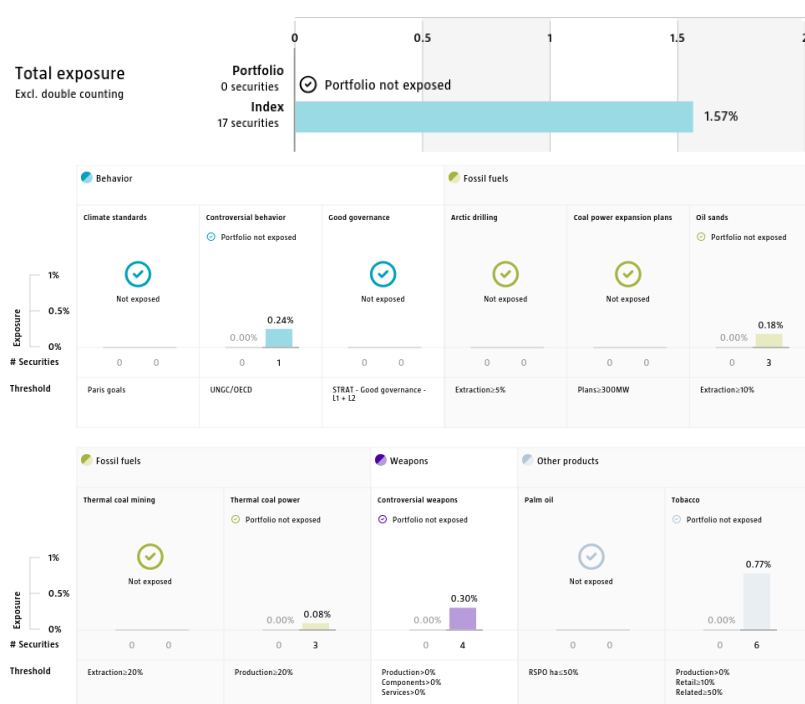 0 0.5 1 1.5 2
Total exposure
Excl. double counting
Portfolio
0 securities
Portfolio not exposed
Index
17 securities
1.57%
Behavior
Fossil fuels
Climate standards
Controversial behavior
Good governance
Arctic drilling
Coal power expansion plans
Oil sands
Portfolio not exposed
Portfolio not exposed
Not exposed
Not exposed
Not exposed
Not exposed
Exposure
1%
0.5%
0%
0.00% 0.24%
0.00% 0.18%
# Securities
0 0
0 1
0 0
0 0
0 0
0 3
Threshold
Paris goals
UNGC/OECD
STRAT - Good governance -
L1 + L2
Extraction≥5%
Plans≥300MW
Extraction≥10%
Fossil fuels
Weapons
Other products
Thermal coal mining
Thermal coal power
Controversial weapons
Palm oil
Tobacco
Portfolio not exposed
Portfolio not exposed
Portfolio not exposed
Not exposed
Not exposed
Exposure
1%
0.5%
0%
0.00% 0.08%
0.00% 0.30%
0.00% 0.77%
# Securities
0 0
0 3
0 4
0 0
0 6
Threshold
Extraction≥20%
Production≥20%
Production>0%
Components>0%
Services>0%
RSPO ha≤50%
Production>0%
Retail≥10%
Related≥50%